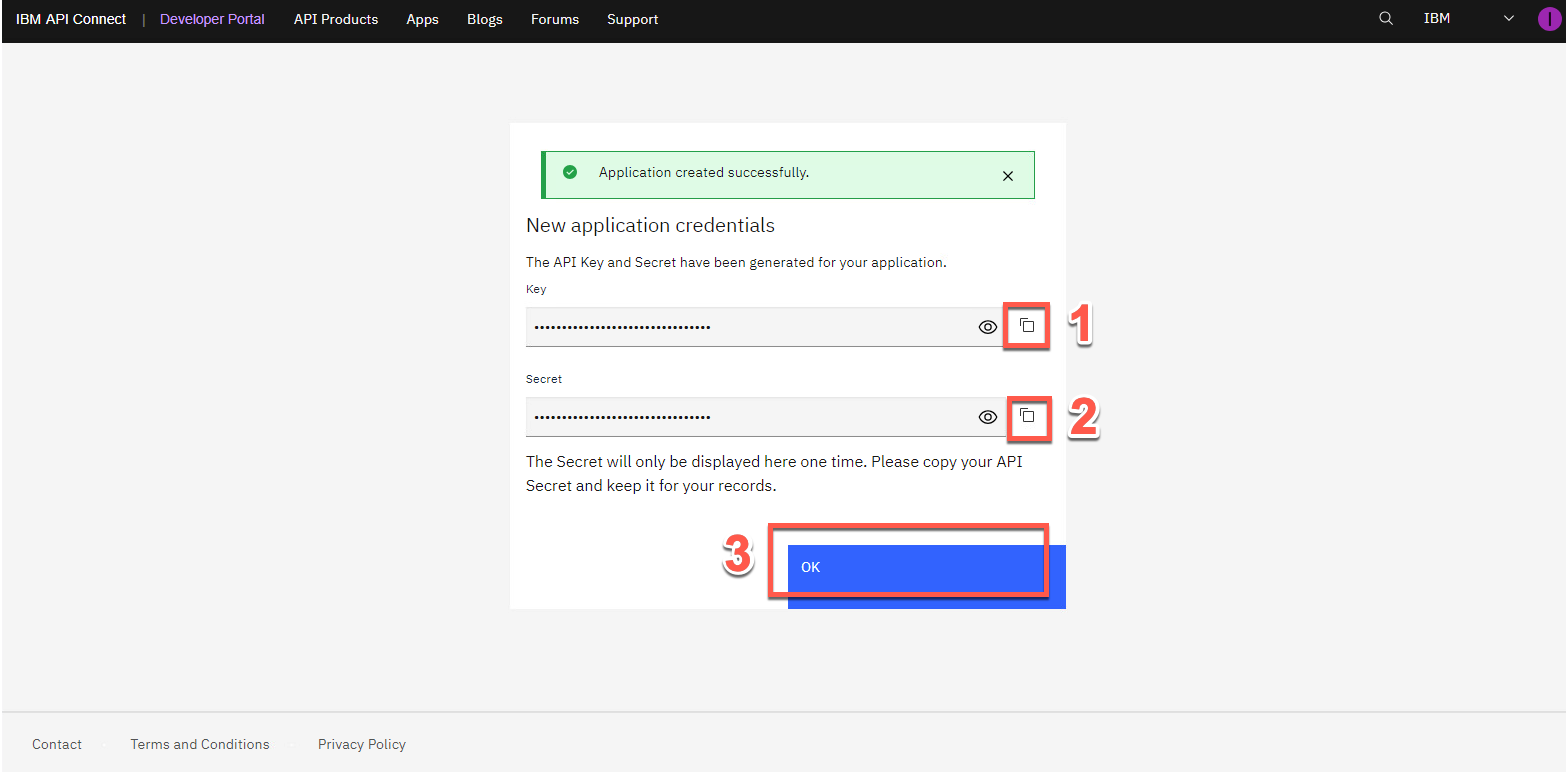 IBM API Connect | Developer Portal API Products Apps Blogs Forums Support IBM I
Application created successfully.
New application credentials
The API Key and Secret have been generated for your application.
Key
••••••••••••••••••••••••••••••••
1
Secret
••••••••••••••••••••••••••••••••
2
The Secret will only be displayed here one time. Please copy your API
Secret and keep it for your records.
3
OK
Contact Terms and Conditions Privacy Policy